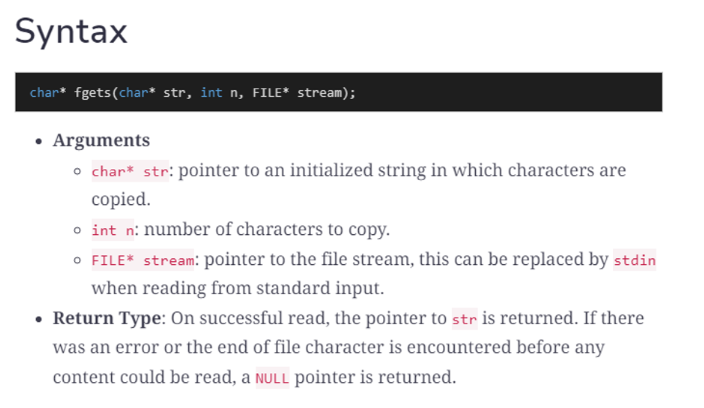 Syntax
char* fgets(char* str, int n, FILE* stream);
• Arguments
◦ char* str: pointer to an initialized string in which characters are
copied.
◦ int n: number of characters to copy.
◦ FILE* stream: pointer to the file stream, this can be replaced by stdin
when reading from standard input.
• Return Type: On successful read, the pointer to str is returned. If there
was an error or the end of file character is encountered before any
content could be read, a NULL pointer is returned.